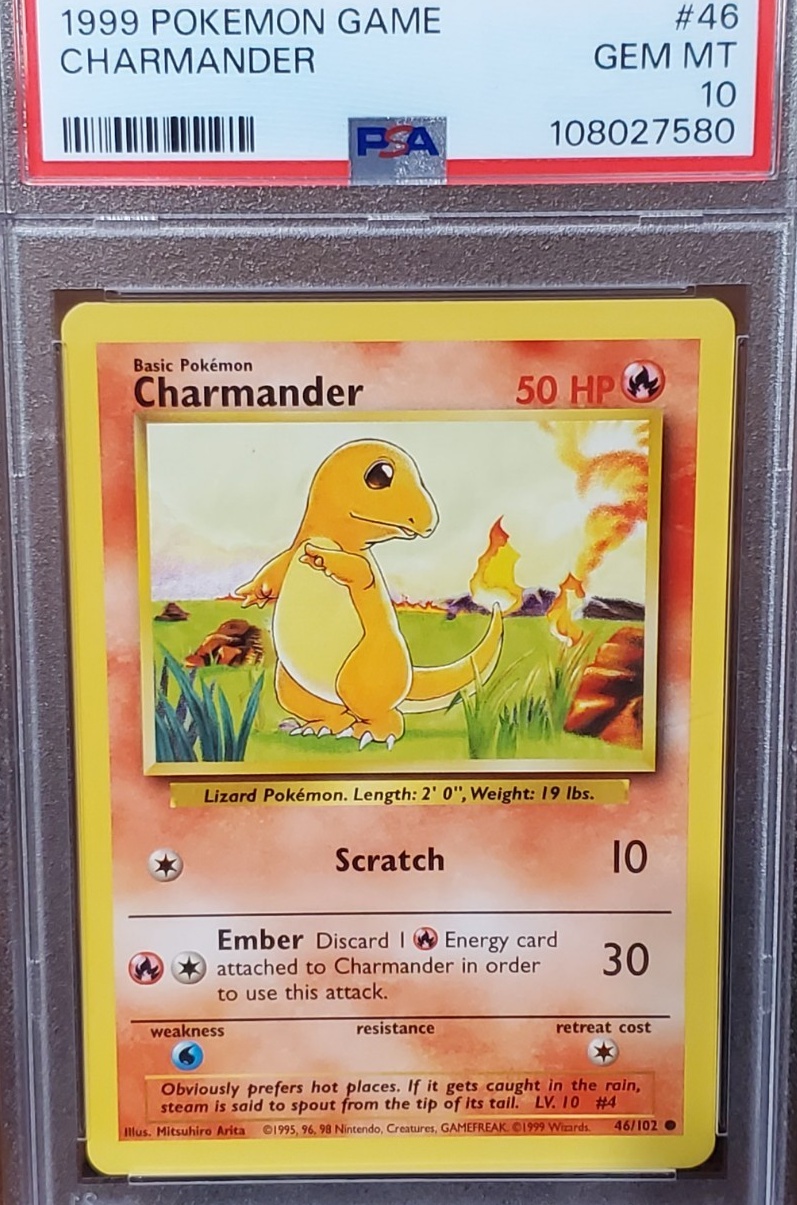 1999 POKEMON GAME #46
CHARMANDER GEM MT
10
PSA 108027580
Basic Pokémon
Charmander 50 HP
Lizard Pokémon. Length: 2' 0", Weight: 19 lbs.
Scratch 10
Ember Discard 1 Energy card
attached to Charmander in order
to use this attack.
30
weakness resistance retreat cost
Obviously prefers hot places. If it gets caught in the rain,
steam is said to spout from the tip of its tail. LV. 10 #4
Illus. Mitsuhiro Arita ©1995, 96, 98 Nintendo, Creatures, GAMEFREAK. ©1999 Wizards. 46/102